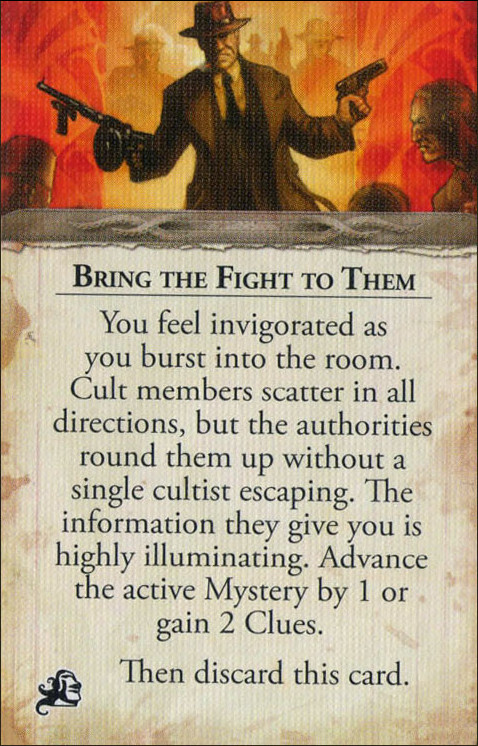 BRING THE FIGHT TO THEM
You feel invigorated as
you burst into the room.
Cult members scatter in all
directions, but the authorities
round them up without a
single cultist escaping. The
information they give you is
highly illuminating. Advance
the active Mystery by 1 or
gain 2 Clues.
Then discard this card.